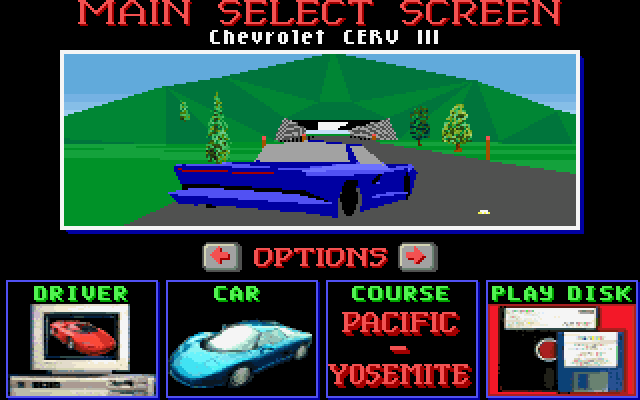 MAIN SELECT SCREEN
Chevrolet CERV III
OPTIONS
DRIVER
CAR
COURSE
PLAY DISK
PACIFIC
-
YOSEMITE